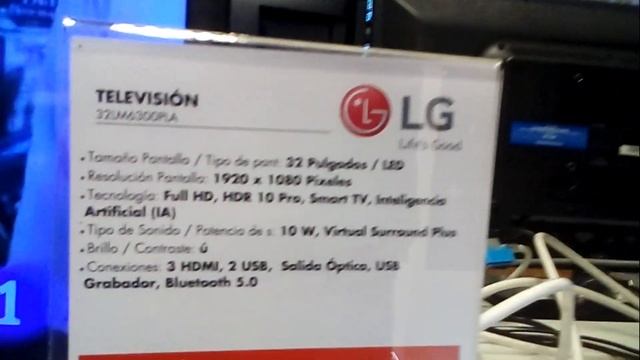 TELEVISIÓN
32LM6300PLA
LG
Life's Good
• Tamaño Pantalla / Tipo de pant: 32 Pulgadas / LED
• Resolución Pantalla: 1920 x 1080 Pixeles
• Tecnología: Full HD, HDR 10 Pro, Smart TV, Inteligencia
Artificial (IA)
• Tipo de Sonido / Potencia de s: 10 W, Virtual Surround Plus
• Brillo / Contraste: ú
• Conexiones: 3 HDMI, 2 USB, Salida Óptica, USB
Grabador, Bluetooth 5.0
1